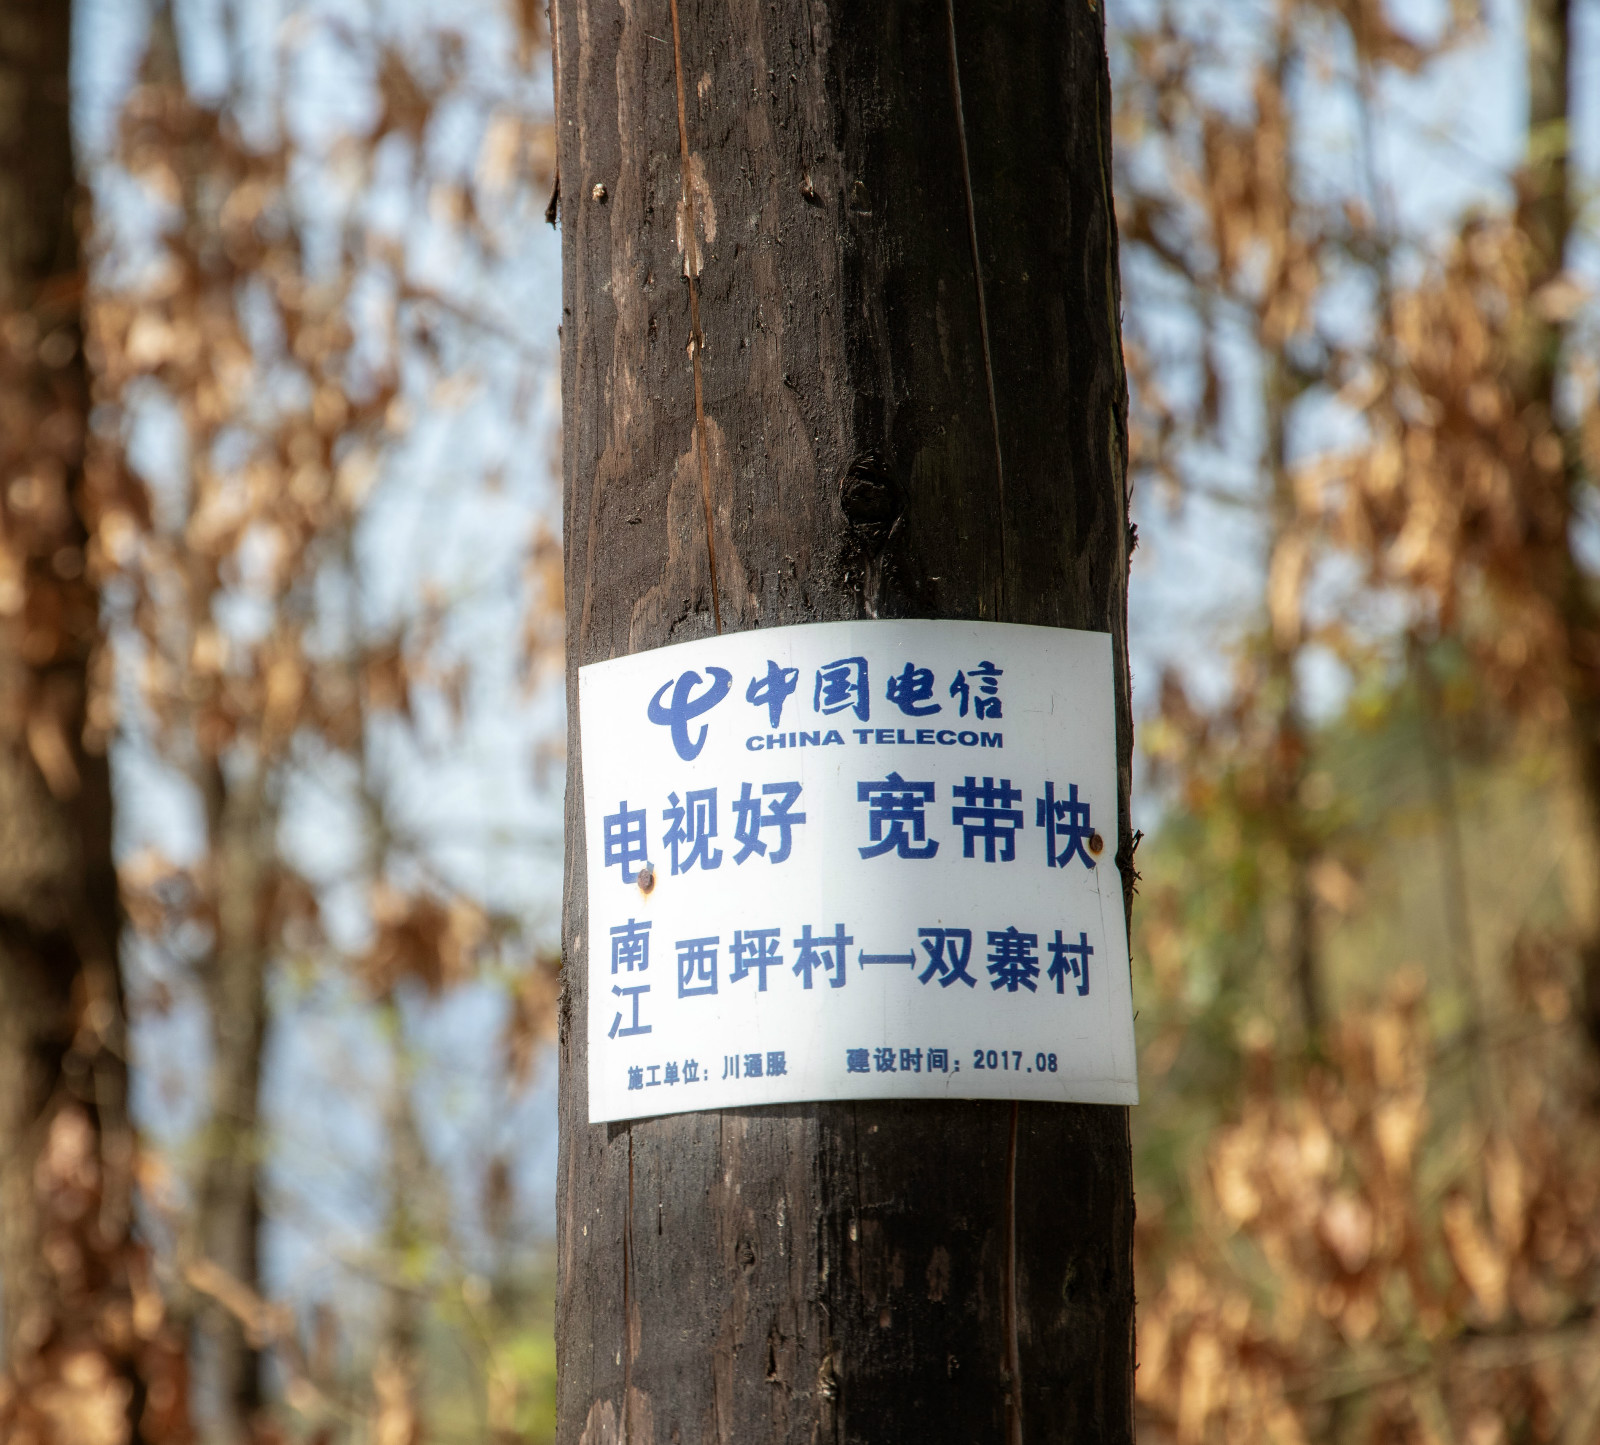 中国电信
CHINA TELECOM
电视好 宽带快
南江
西坪村⟷双寨村
施工单位：川通服 建设时间：2017.08